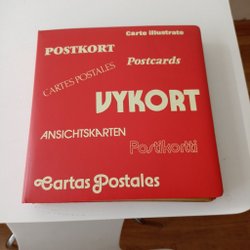 Carte illustrate
POSTKORT
Postcards
CARTES POSTALES
VYKORT
ANSICHTSKARTEN
Postikortti
Cartas Postales